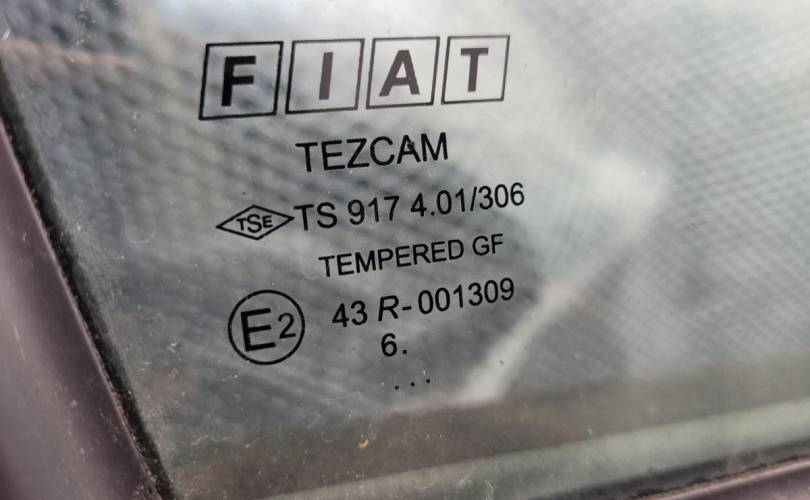 FIAT
TEZCAM
TSE TS 917 4.01/306
TEMPERED GF
E2 43 R-001309
6.
...